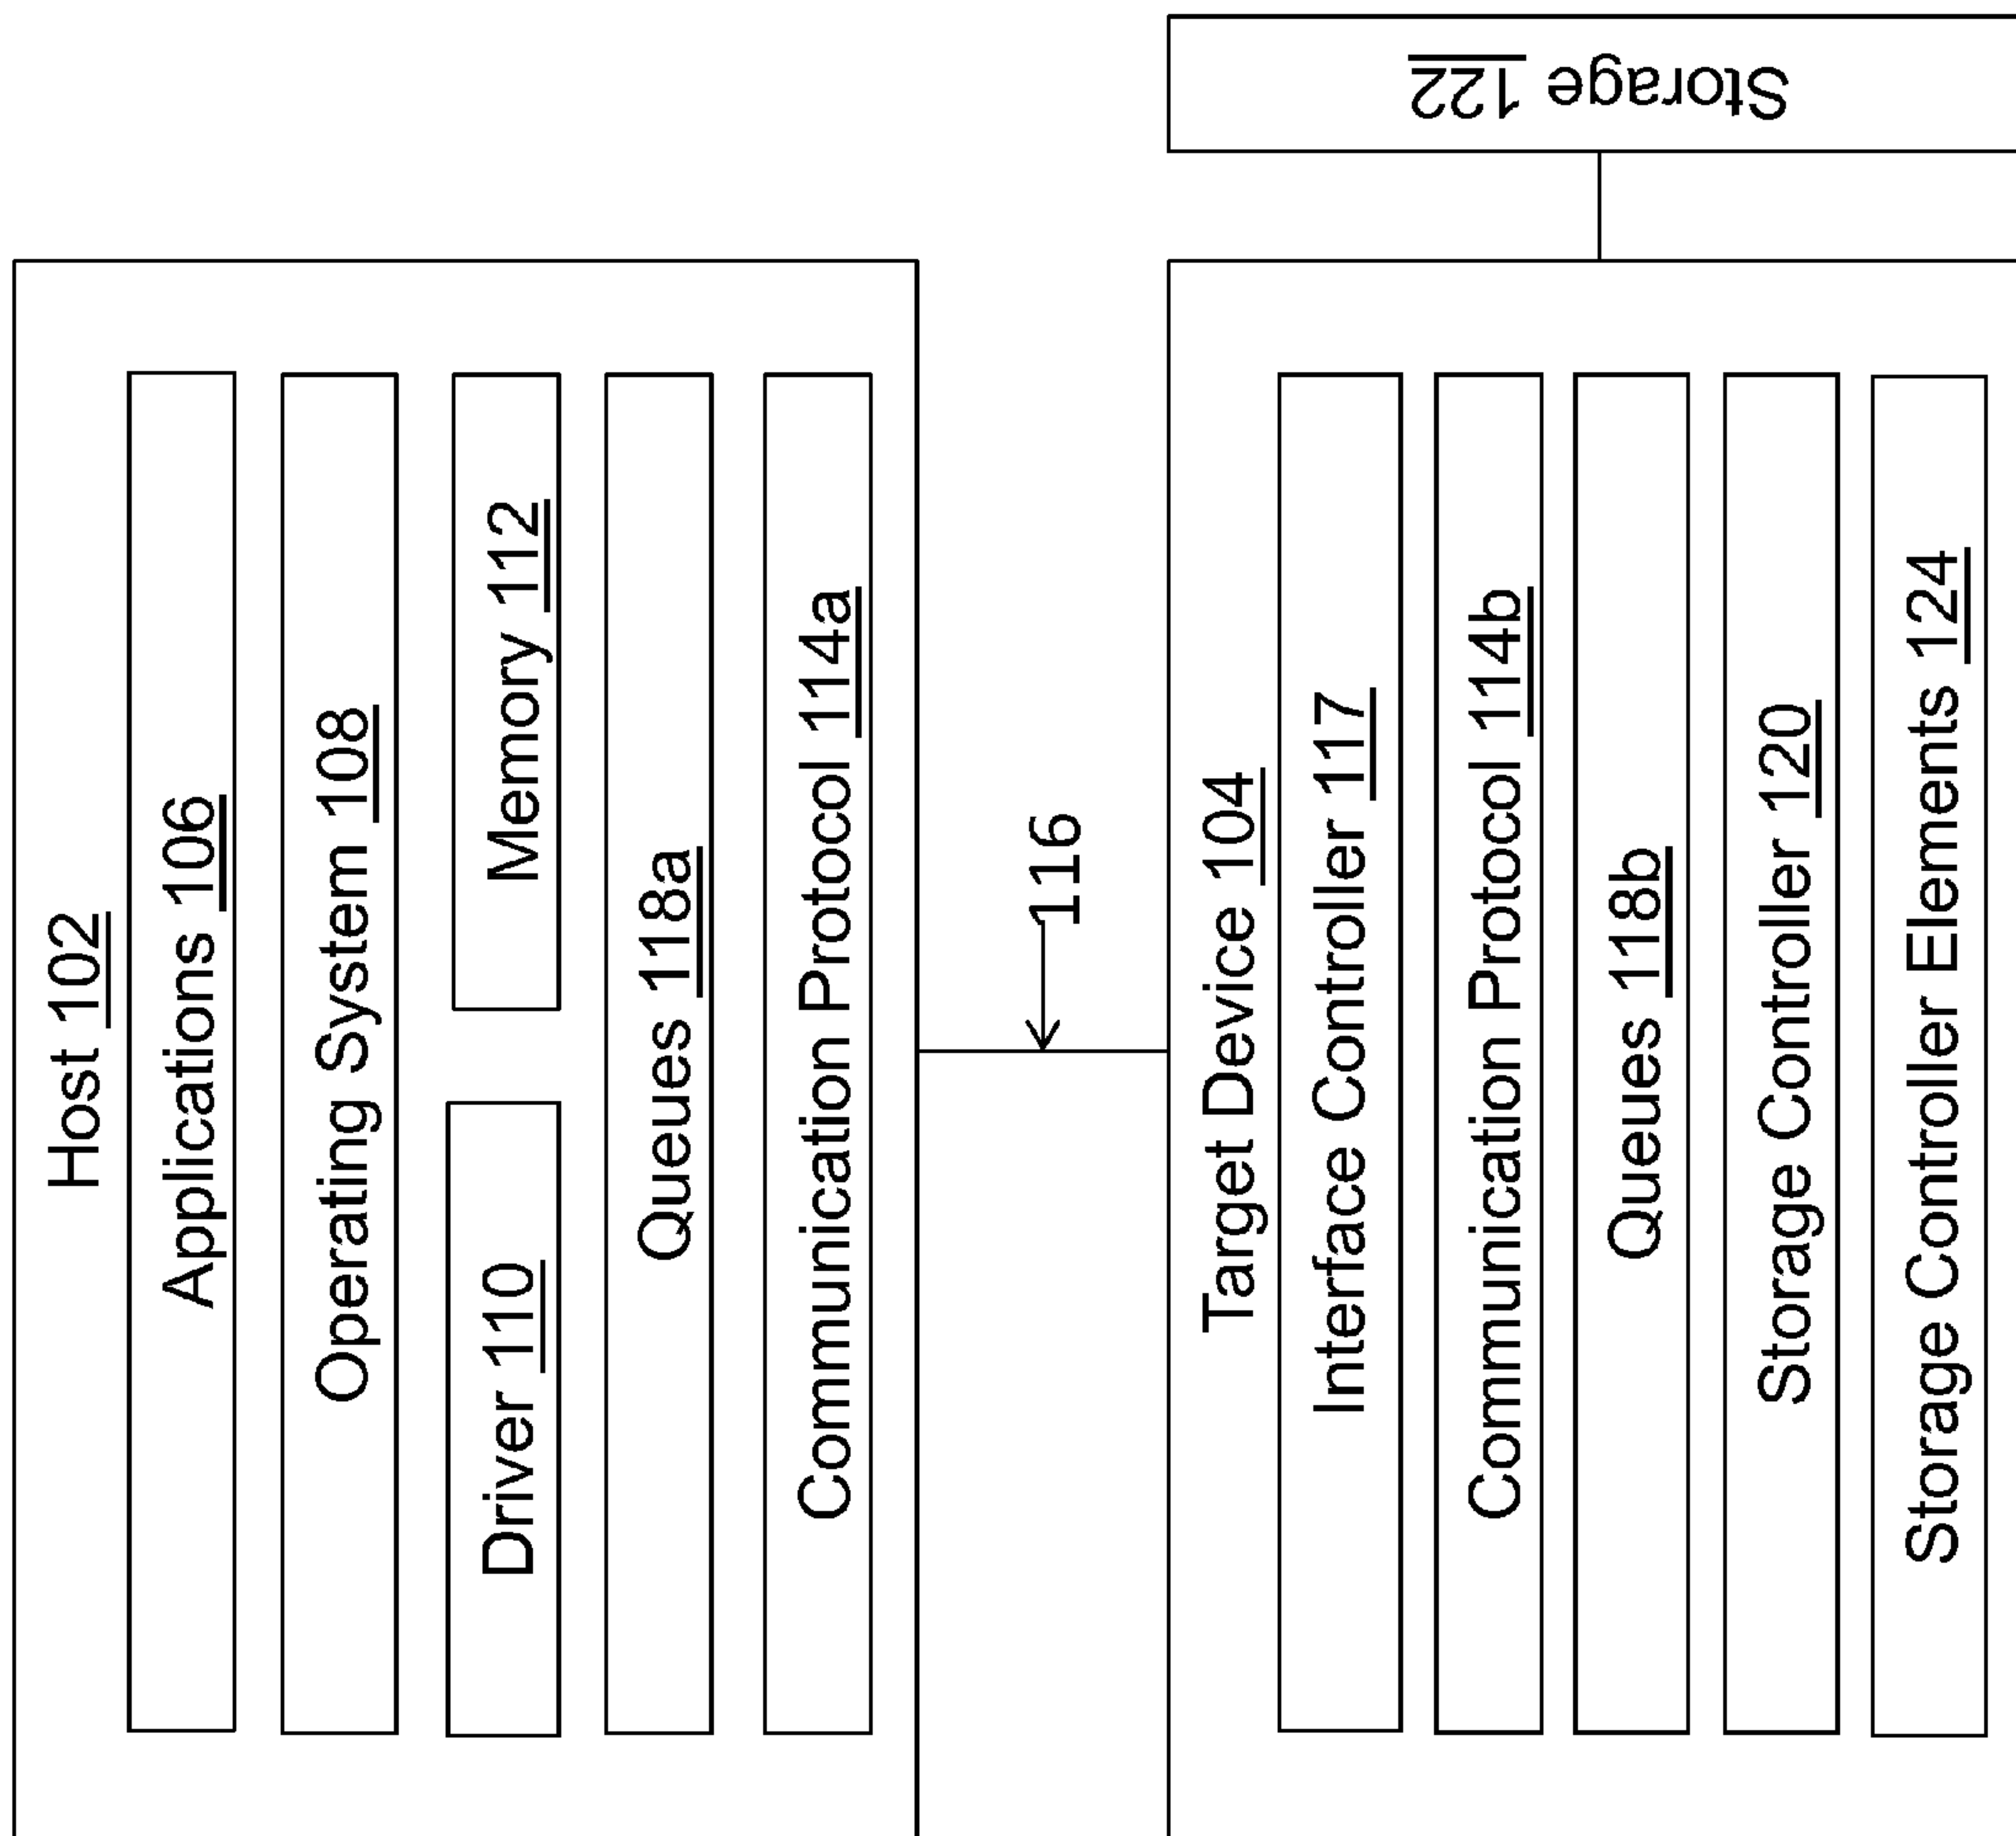 Host 102
Applications 106
Operating System 108
Driver 110
Memory 112
Queues 118a
Communication Protocol 114a
116
Target Device 104
Interface Controller 117
Communication Protocol 114b
Queues 118b
Storage Controller 120
Storage Controller Elements 124
Storage 122